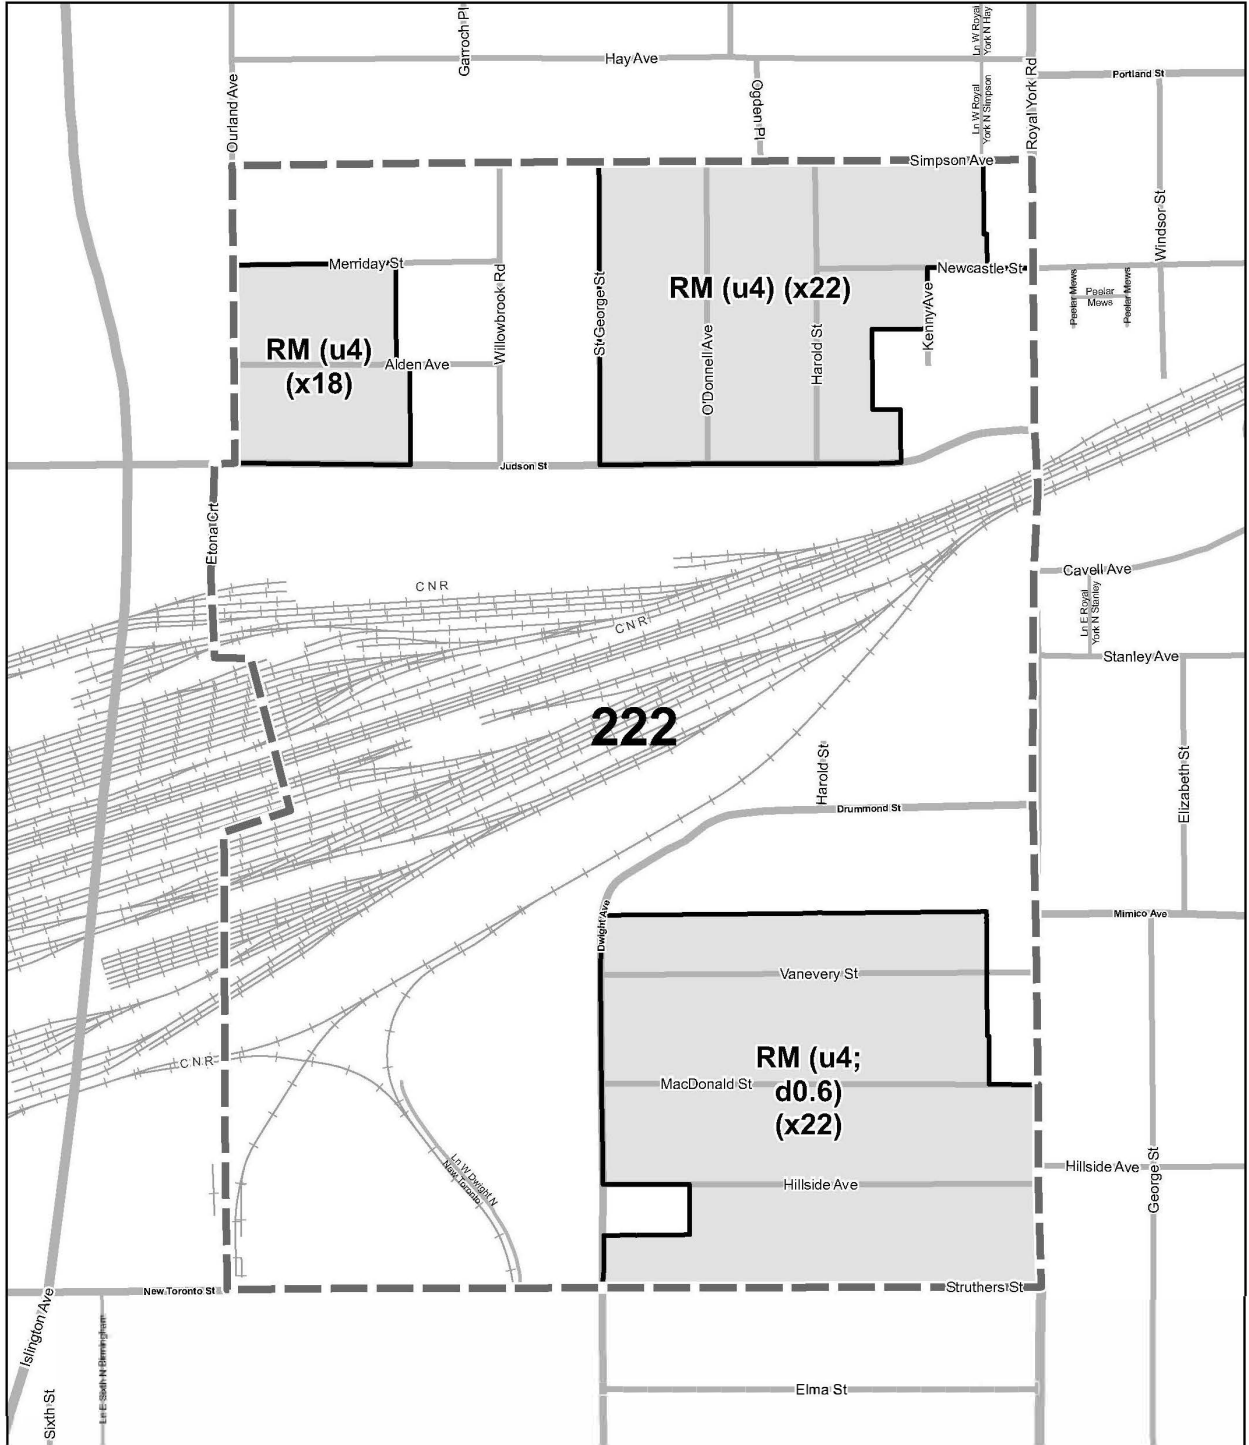 Garroch Pl
Ln W Royal
York N Hay
Hay Ave
Portland St
Ourland Ave
Ogden Pl
Ln W Royal
York N Simpson
Royal York Rd
Simpson Ave
Windsor St
Merriday St
Willowbrook Rd
St George St
RM (u4) (x22)
Newcastle St
Peelar Mews
Peelar
Mews
Peelar Mews
Kenny Ave
RM (u4)
(x18)
Alden Ave
O'Donnell Ave
Harold St
Judson St
Etona Crt
CNR
CNR
Cavell Ave
Ln E Royal
York N Stanley
Stanley Ave
222
Harold St
Elizabeth St
Drummond St
Dwight Ave
Mimico Ave
Vanevery St
CNR
RM (u4;
d0.6)
(x22)
MacDonald St
Ln W Dwight N
New Toronto
Hillside Ave
Hillside Ave
George St
New Toronto St
Struthers St
Islington Ave
Ln E Sixth N Birmingham
Sixth St
Elma St